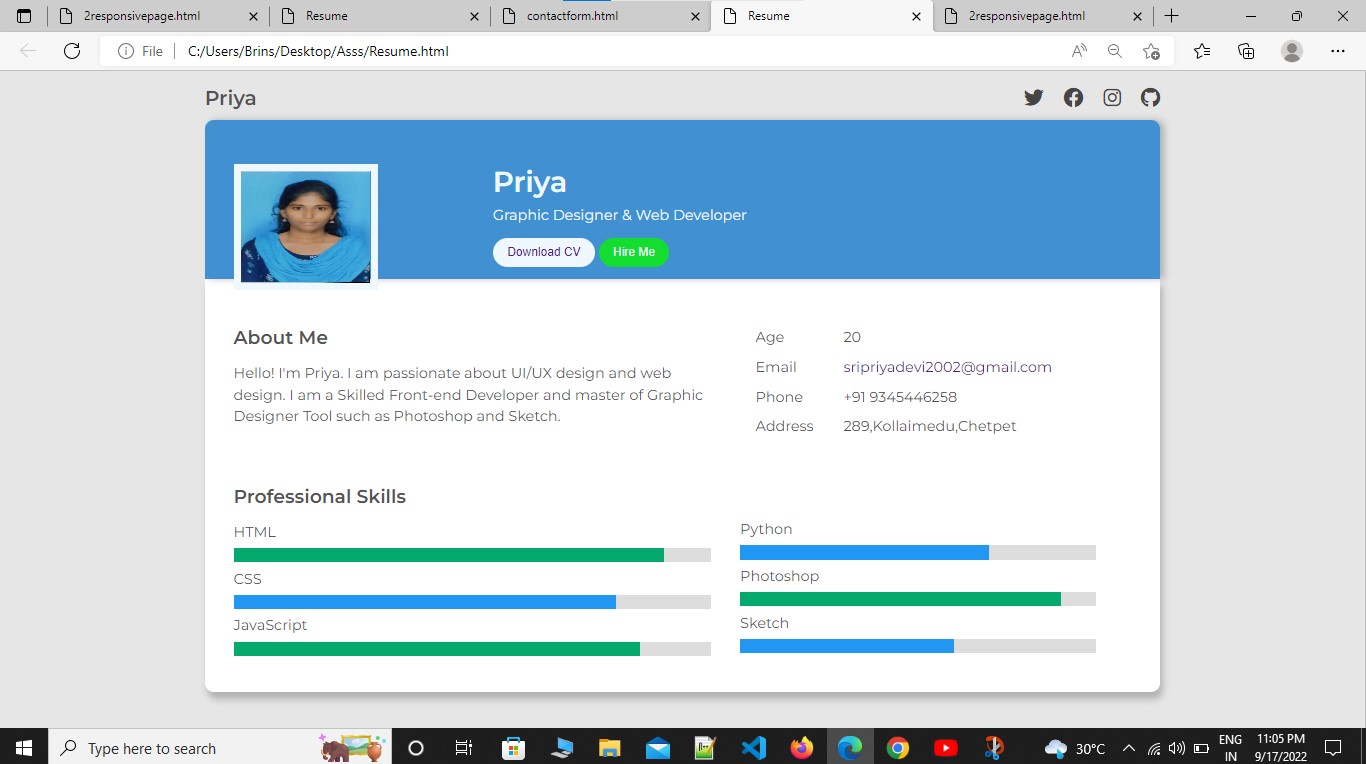 2responsivepage.html
Resume
contactform.html
Resume
2responsivepage.html
File
C:/Users/Brins/Desktop/Asss/Resume.html
Priya
Priya
Graphic Designer & Web Developer
Download CV
Hire Me
About Me
Hello! I'm Priya. I am passionate about UI/UX design and web
design. I am a Skilled Front-end Developer and master of Graphic
Designer Tool such as Photoshop and Sketch.
Age 20
Email sripriyadevi2002@gmail.com
Phone +91 9345446258
Address 289,Kollaimedu,Chetpet
Professional Skills
HTML
CSS
JavaScript
Python
Photoshop
Sketch
Type here to search
30°C
ENG
IN
11:05 PM
9/17/2022